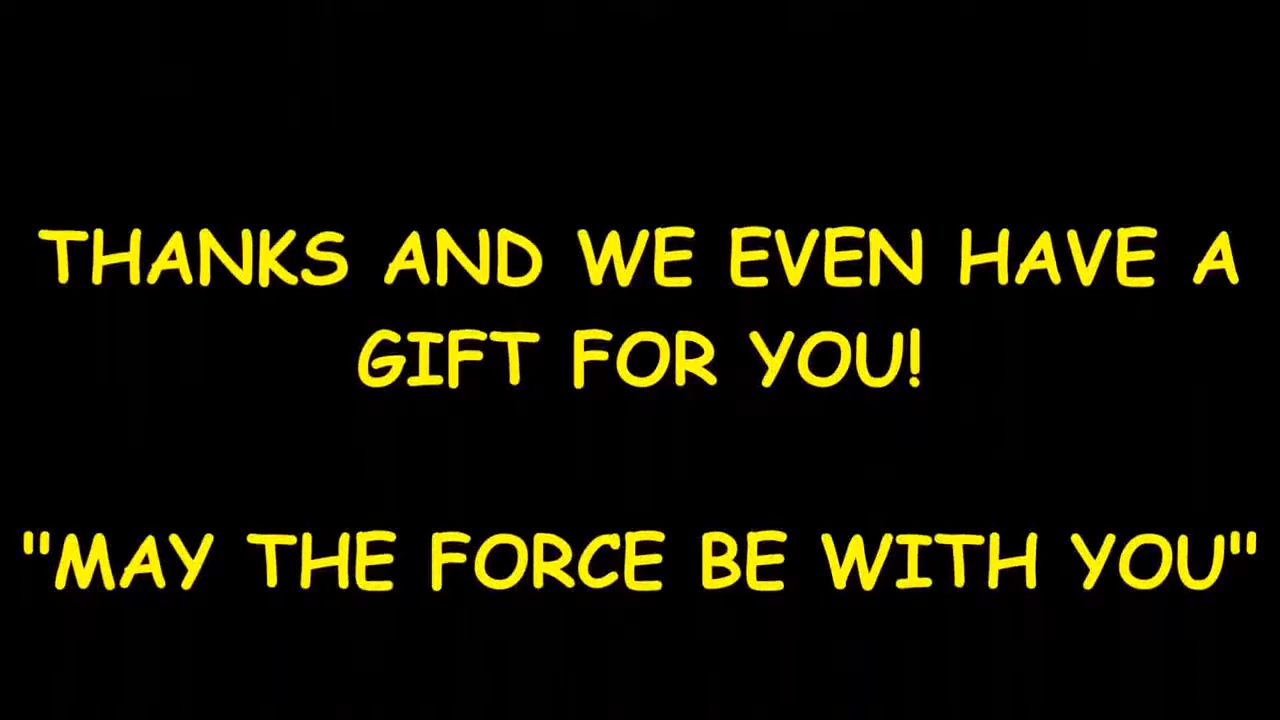 THANKS AND WE EVEN HAVE A
GIFT FOR YOU!
"MAY THE FORCE BE WITH YOU"